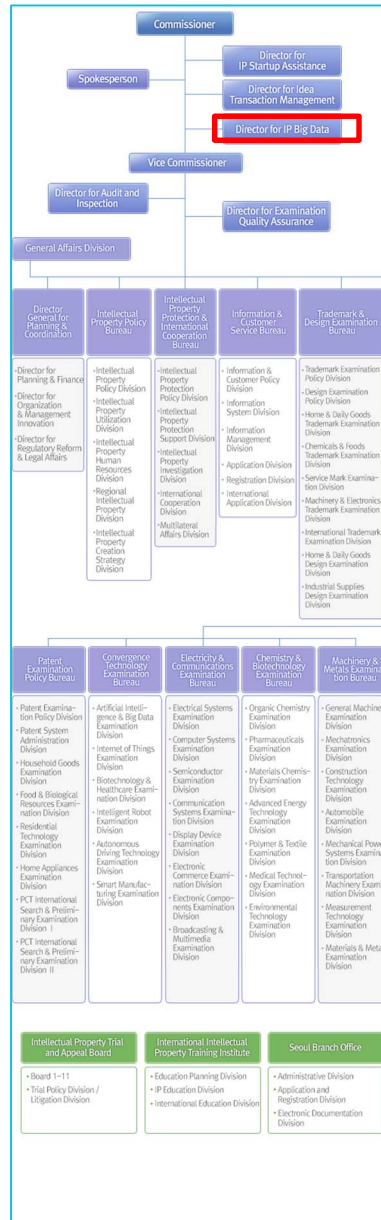 Commissioner
Director for
IP Startup Assistance
Spokesperson
Director for Idea
Transaction Management
Director for IP Big Data
Vice Commissioner
Director for Audit and
Inspection
Director for Examination
Quality Assurance
General Affairs Division
Director
General for
Planning &
Coordination
•Director for
Planning & Finance
•Director for
Organization
& Management
Innovation
•Director for
Regulatory Reform
& Legal Affairs
Intellectual
Property Policy
Bureau
•Intellectual
Property
Policy Division
•Intellectual
Property
Utilization
Division
•Intellectual
Property
Human
Resources
Division
•Regional
Intellectual
Property
Division
•Intellectual
Property
Creation
Strategy
Division
Intellectual
Property
Protection &
International
Cooperation
Bureau
•Intellectual
Property
Protection
Policy Division
•Intellectual
Property
Protection
Support Division
•Intellectual
Property
Investigation
Division
•International
Cooperation
Division
•Multilateral
Affairs Division
Information &
Customer
Service Bureau
• Information &
Customer Policy
Division
• Information
System Division
• Information
Management
Division
• Application Division
• Registration Division
• International
Application Division
Trademark &
Design Examination
Bureau
• Trademark Examination
Policy Division
• Design Examination
Policy Division
• Home & Daily Goods
Trademark Examination
Division
• Chemicals & Foods
Trademark Examination
Division
• Service Mark Examina-
tion Division
• Machinery & Electronics
Trademark Examination
Division
• International Trademark
Examination Division
• Home & Daily Goods
Design Examination
Division
• Industrial Supplies
Design Examination
Division
Patent
Examination
Policy Bureau
• Patent Examina-
tion Policy Division
• Patent System
Administration
Division
• Household Goods
Examination
Division
• Food & Biological
Resources Exami-
nation Division
• Residential
Technology
Examination
Division
• Home Appliances
Examination
Division
• PCT International
Search & Prelimi-
nary Examination
Division I
• PCT International
Search & Prelimi-
nary Examination
Division II
Convergence
Technology
Examination
Bureau
• Artificial Intelli-
gence & Big Data
Examination
Division
• Internet of Things
Examination
Division
• Biotechnology &
Healthcare Exami-
nation Division
• Intelligent Robot
Examination
Division
• Autonomous
Driving Technology
Examination
Division
• Smart Manufac-
turing Examination
Division
Electricity &
Communications
Examination
Bureau
• Electrical Systems
Examination
Division
• Computer Systems
Examination
Division
• Semiconductor
Examination
Division
• Communication
Systems Examina-
tion Division
• Display Device
Examination
Division
• Electronic
Commerce Exami-
nation Division
• Electronic Compo-
nents Examination
Division
• Broadcasting &
Multimedia
Examination
Division
Chemistry &
Biotechnology
Examination
Bureau
• Organic Chemistry
Examination
Division
• Pharmaceuticals
Examination
Division
• Materials Chemis-
try Examination
Division
• Advanced Energy
Technology
Examination
Division
• Polymer & Textile
Examination
Division
• Medical Technol-
ogy Examination
Division
• Environmental
Technology
Examination
Division
Machinery &
Metals Examina-
tion Bureau
• General Machine
Examination
Division
• Mechatronics
Examination
Division
• Construction
Technology
Examination
Division
• Automobile
Examination
Division
• Mechanical Powe
Systems Examina
tion Division
• Transportation
Machinery Exami
nation Division
• Measurement
Technology
Examination
Division
• Materials & Metal
Examination
Division
Intellectual Property Trial
and Appeal Board
• Board 1~11
• Trial Policy Division /
Litigation Division
International Intellectual
Property Training Institute
• Education Planning Division
• IP Education Division
• International Education Division
Seoul Branch Office
• Administrative Division
• Application and
Registration Division
• Electronic Documentation
Division